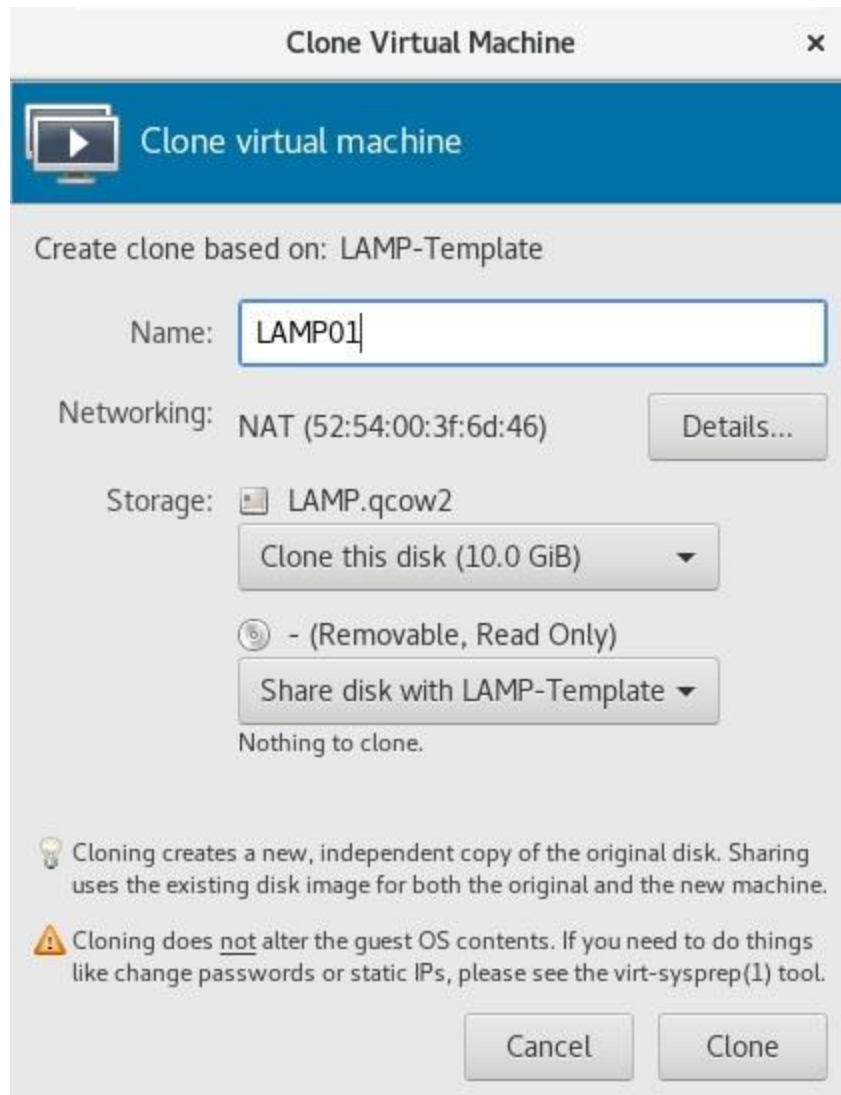 Clone Virtual Machine ×
Clone virtual machine
Create clone based on: LAMP-Template
Name: LAMP01
Networking: NAT (52:54:00:3f:6d:46) Details...
Storage: LAMP.qcow2
Clone this disk (10.0 GiB)
- (Removable, Read Only)
Share disk with LAMP-Template
Nothing to clone.
Cloning creates a new, independent copy of the original disk. Sharing
uses the existing disk image for both the original and the new machine.
Cloning does not alter the guest OS contents. If you need to do things
like change passwords or static IPs, please see the virt-sysprep(1) tool.
Cancel Clone